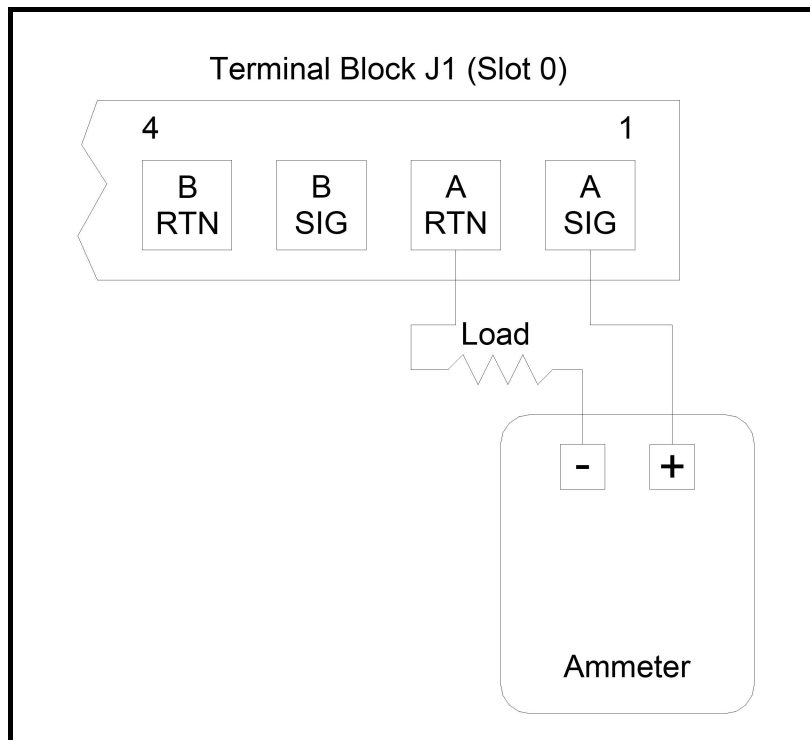 Terminal Block J1 (Slot 0)
4 1
B B A A
RTN SIG RTN SIG
Load
- +
Ammeter